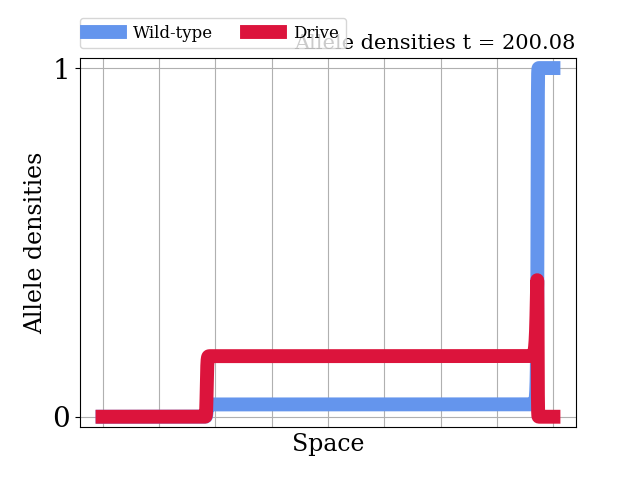 Wild-type Drive
Allele densities t = 200.08
1
Allele densities
0
Space